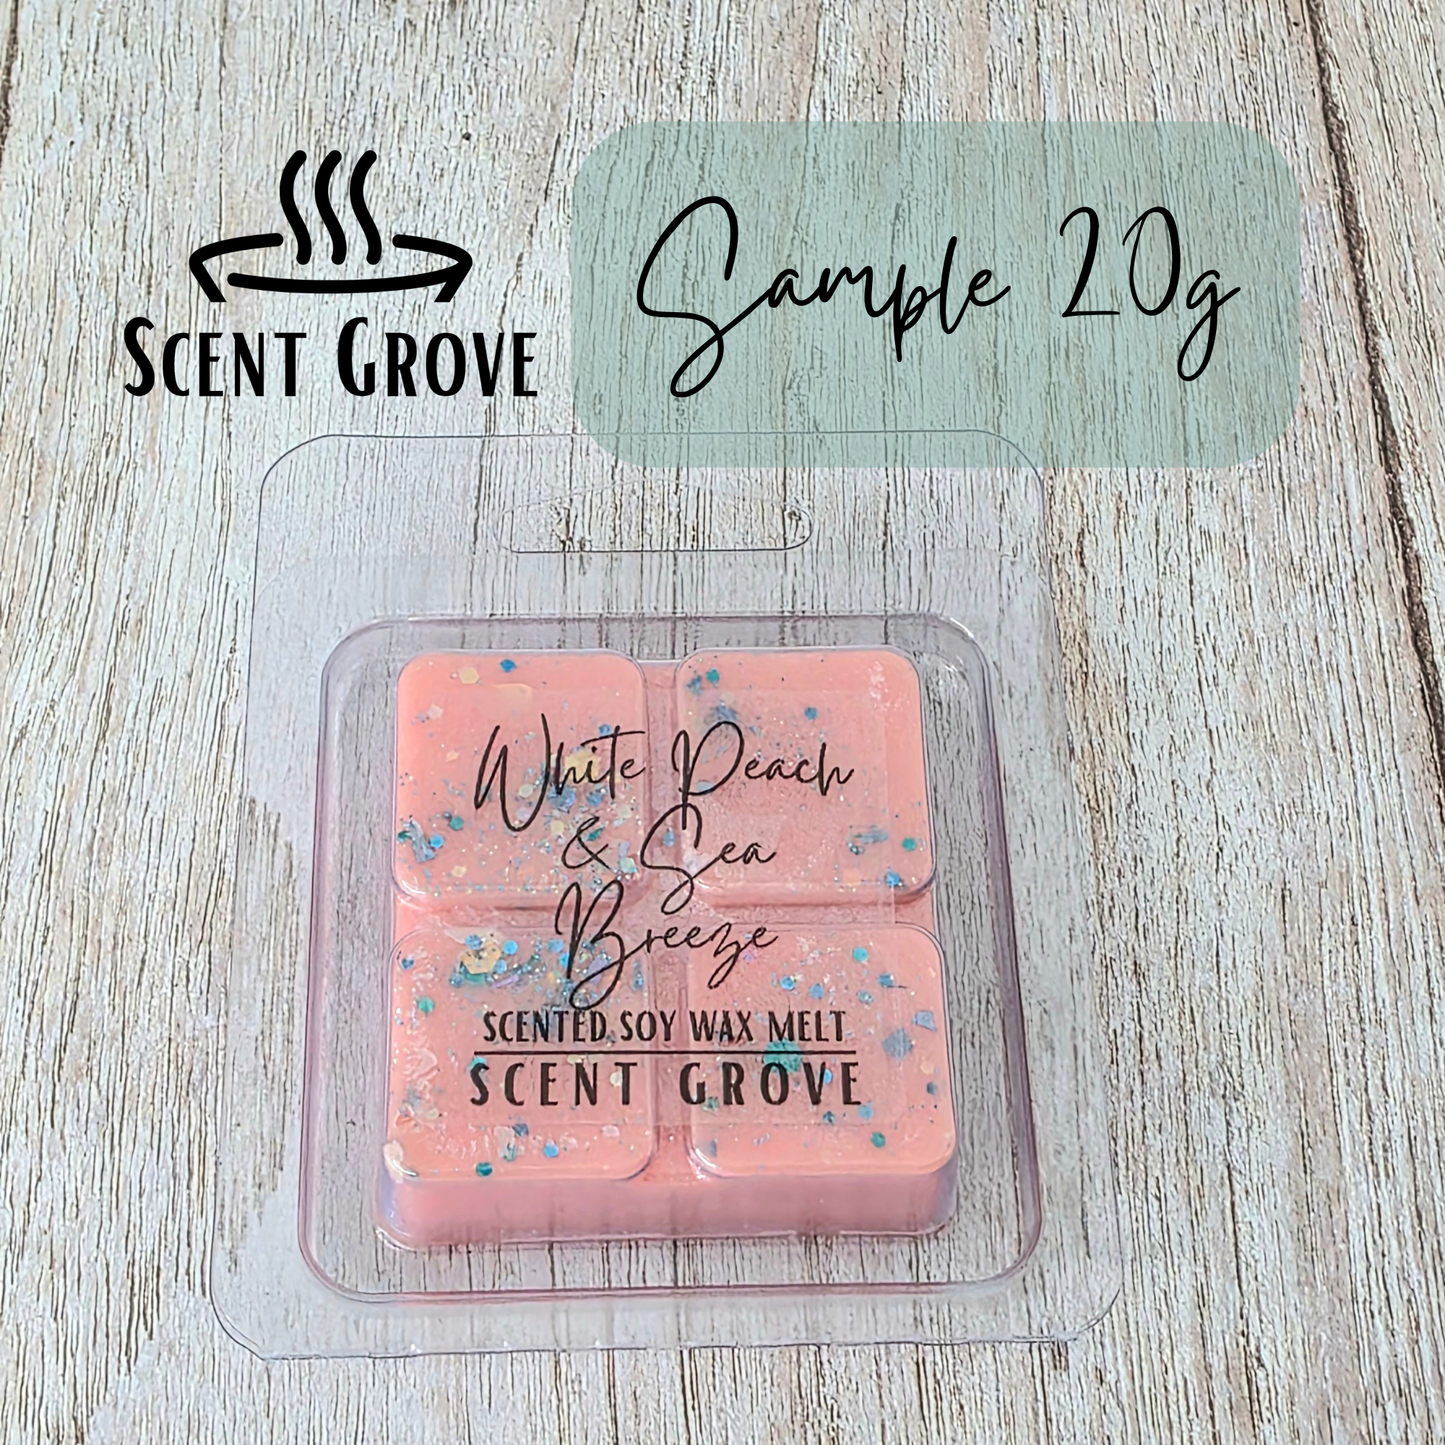 SCENT GROVE
Sample 20g
White Peach
& Sea
Breeze
SCENTED SOY WAX MELT
SCENT GROVE